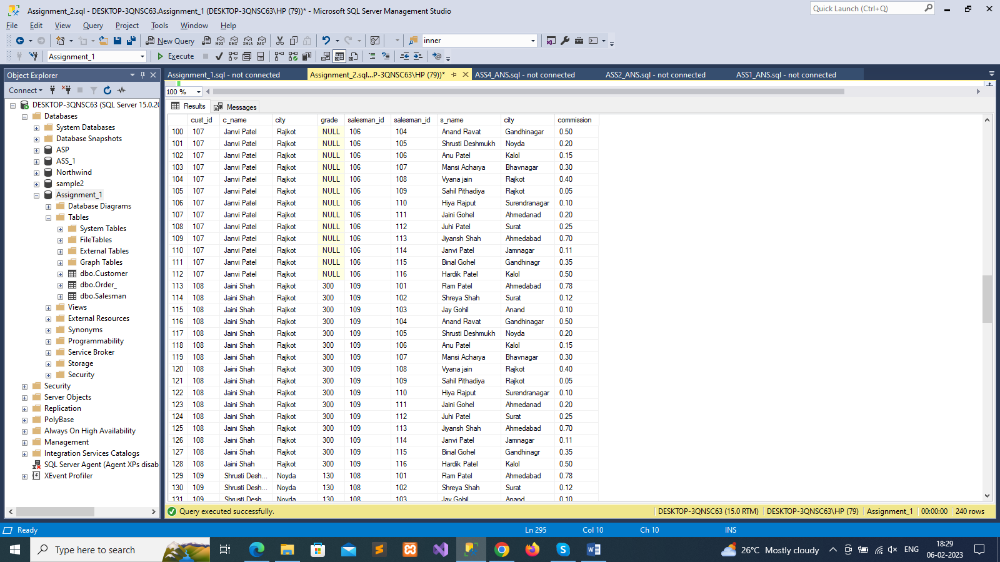 Assignment_2.sql - DESKTOP-3QNSC63.Assignment_1 (DESKTOP-3QNSC63\HP (79))* - Microsoft SQL Server Management Studio
Quick Launch (Ctrl+Q)
File Edit View Query Project Tools Window Help
New Query
MDX DMX XMLA DAX
inner
Assignment_1
Execute
Object Explorer
Assignment_1.sql - not connected
Assignment_2.sql...P-3QNSC63\HP (79))*
ASS4_ANS.sql - not connected
ASS2_ANS.sql - not connected
ASS1_ANS.sql - not connected
Connect
100 %
DESKTOP-3QNSC63 (SQL Server 15.0.20
Databases
System Databases
Database Snapshots
ASP
ASS_1
Northwind
sample2
Assignment_1
Database Diagrams
Tables
System Tables
FileTables
External Tables
Graph Tables
dbo.Customer
dbo.Order_
dbo.Salesman
Views
External Resources
Synonyms
Programmability
Service Broker
Storage
Security
Security
Server Objects
Replication
PolyBase
Always On High Availability
Management
Integration Services Catalogs
SQL Server Agent (Agent XPs disab
XEvent Profiler
Results Messages
cust_id c_name city grade salesman_id salesman_id s_name city commission
100 107 Janvi Patel Rajkot NULL 106 104 Anand Ravat Gandhinagar 0.50
101 107 Janvi Patel Rajkot NULL 106 105 Shrusti Deshmukh Noyda 0.20
102 107 Janvi Patel Rajkot NULL 106 106 Anu Patel Kalol 0.15
103 107 Janvi Patel Rajkot NULL 106 107 Mansi Acharya Bhavnagar 0.30
104 107 Janvi Patel Rajkot NULL 106 108 Vyana jain Rajkot 0.40
105 107 Janvi Patel Rajkot NULL 106 109 Sahil Pithadiya Rajkot 0.05
106 107 Janvi Patel Rajkot NULL 106 110 Hiya Rajput Surendranagar 0.10
107 107 Janvi Patel Rajkot NULL 106 111 Jaini Gohel Ahmedanad 0.20
108 107 Janvi Patel Rajkot NULL 106 112 Juhi Patel Surat 0.25
109 107 Janvi Patel Rajkot NULL 106 113 Jiyansh Shah Ahmedabad 0.70
110 107 Janvi Patel Rajkot NULL 106 114 Janvi Patel Jamnagar 0.11
111 107 Janvi Patel Rajkot NULL 106 115 Binal Gohel Gandhinagr 0.35
112 107 Janvi Patel Rajkot NULL 106 116 Hardik Patel Kalol 0.50
113 108 Jaini Shah Rajkot 300 109 101 Ram Patel Ahmedabad 0.78
114 108 Jaini Shah Rajkot 300 109 102 Shreya Shah Surat 0.12
115 108 Jaini Shah Rajkot 300 109 103 Jay Gohil Anand 0.10
116 108 Jaini Shah Rajkot 300 109 104 Anand Ravat Gandhinagar 0.50
117 108 Jaini Shah Rajkot 300 109 105 Shrusti Deshmukh Noyda 0.20
118 108 Jaini Shah Rajkot 300 109 106 Anu Patel Kalol 0.15
119 108 Jaini Shah Rajkot 300 109 107 Mansi Acharya Bhavnagar 0.30
120 108 Jaini Shah Rajkot 300 109 108 Vyana jain Rajkot 0.40
121 108 Jaini Shah Rajkot 300 109 109 Sahil Pithadiya Rajkot 0.05
122 108 Jaini Shah Rajkot 300 109 110 Hiya Rajput Surendranagar 0.10
123 108 Jaini Shah Rajkot 300 109 111 Jaini Gohel Ahmedanad 0.20
124 108 Jaini Shah Rajkot 300 109 112 Juhi Patel Surat 0.25
125 108 Jaini Shah Rajkot 300 109 113 Jiyansh Shah Ahmedabad 0.70
126 108 Jaini Shah Rajkot 300 109 114 Janvi Patel Jamnagar 0.11
127 108 Jaini Shah Rajkot 300 109 115 Binal Gohel Gandhinagr 0.35
128 108 Jaini Shah Rajkot 300 109 116 Hardik Patel Kalol 0.50
129 109 Shrusti Desh... Noyda 130 108 101 Ram Patel Ahmedabad 0.78
130 109 Shrusti Desh... Noyda 130 108 102 Shreya Shah Surat 0.12
131 109 Shrusti Desh... Noyda 130 108 103 Jay Gohil Anand 0.10
Query executed successfully.
DESKTOP-3QNSC63 (15.0 RTM) DESKTOP-3QNSC63\HP (79) Assignment_1 00:00:00 240 rows
Ready Ln 295 Col 10 Ch 10 INS
Type here to search
26°C Mostly cloudy
ENG
18:29
06-02-2023